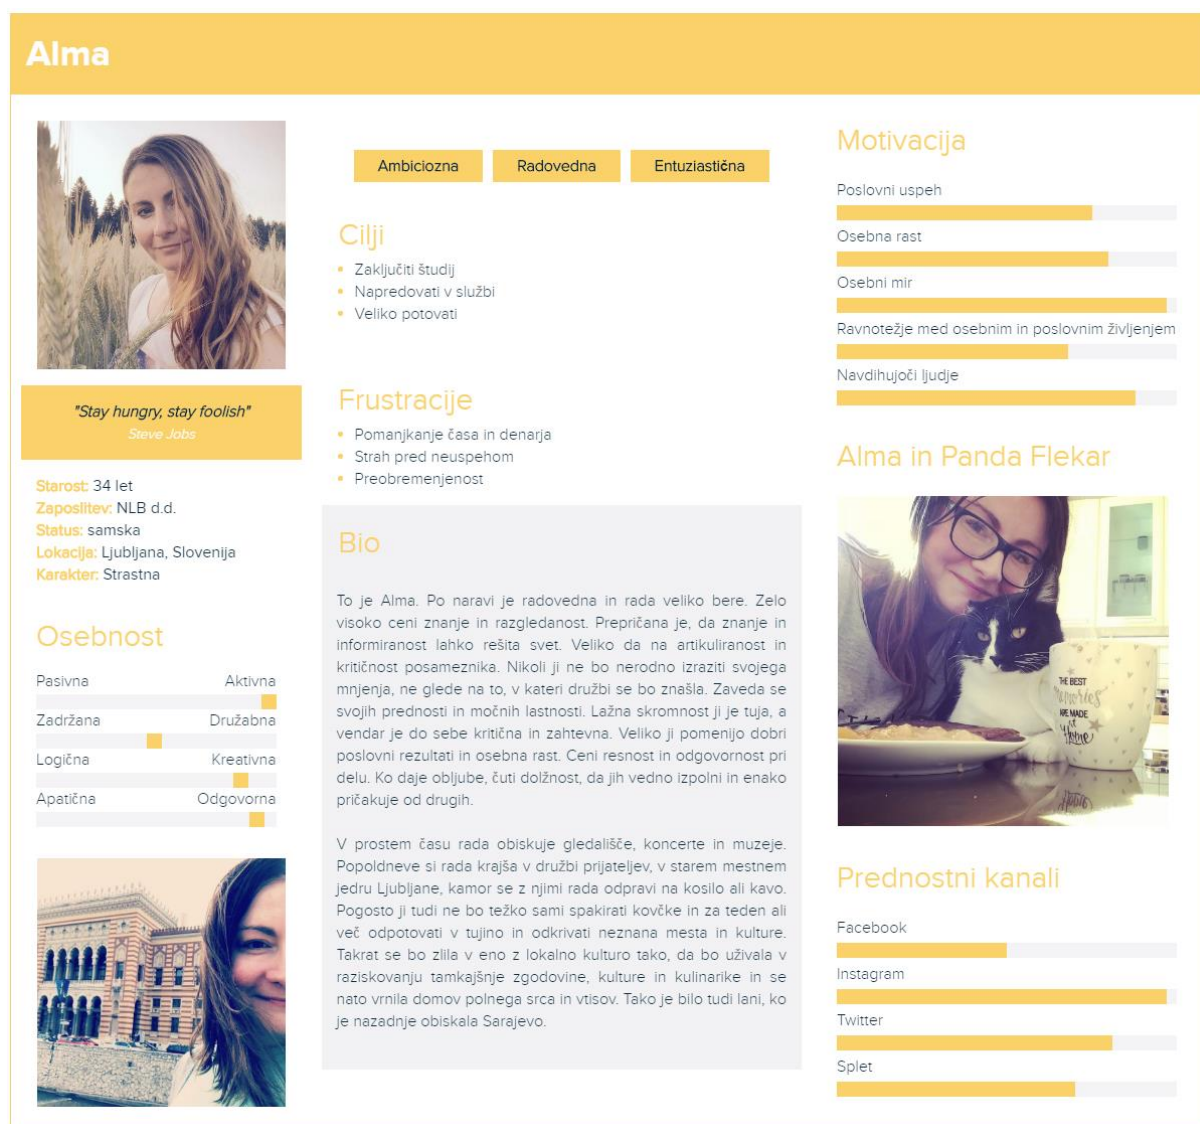 Alma
"Stay hungry, stay foolish"
Steve Jobs
Starost: 34 let
Zaposlitev: NLB d.d.
Status: samska
Lokacija: Ljubljana, Slovenija
Karakter: Strastna
Osebnost
Pasivna Aktivna
Zadržana Družabna
Logična Kreativna
Apatična Odgovorna
Ambiciozna Radovedna Entuziastična
Cilji
Zaključiti študij
Napredovati v službi
Veliko potovati
Frustracije
Pomanjkanje časa in denarja
Strah pred neuspehom
Preobremenjenost
Bio
To je Alma. Po naravi je radovedna in rada veliko bere. Zelo
visoko ceni znanje in razgledanost. Prepričana je, da znanje in
informiranost lahko rešita svet. Veliko da na artikuliranost in
kritičnost posameznika. Nikoli ji ne bo nerodno izraziti svojega
mnjenja, ne glede na to, v kateri družbi se bo znašla. Zaveda se
svojih prednosti in močnih lastnosti. Lažna skromnost ji je tuja, a
vendar je do sebe kritična in zahtevna. Veliko ji pomenijo dobri
poslovni rezultati in osebna rast. Ceni resnost in odgovornost pri
delu. Ko daje obljube, čuti dolžnost, da jih vedno izpolni in enako
pričakuje od drugih.
V prostem času rada obiskuje gledališče, koncerte in muzeje.
Popoldneve si rada krajša v družbi prijateljev, v starem mestnem
jedru Ljubljane, kamor se z njimi rada odpravi na kosilo ali kavo.
Pogosto ji tudi ne bo težko sami spakirati kovčke in za teden ali
več odpotovati v tujino in odkrivati neznana mesta in kulture.
Takrat se bo zlila v eno z lokalno kulturo tako, da bo uživala v
raziskovanju tamkajšnje zgodovine, kulture in kulinarike in se
nato vrnila domov polnega srca in vtisov. Tako je bilo tudi lani, ko
je nazadnje obiskala Sarajevo.
Motivacija
Poslovni uspeh
Osebna rast
Osebni mir
Ravnotežje med osebnim in poslovnim življenjem
Navdihujoči ljudje
Alma in Panda Flekar
THE BEST
memories
ARE MADE
at
Home
Prednostni kanali
Facebook
Instagram
Twitter
Splet